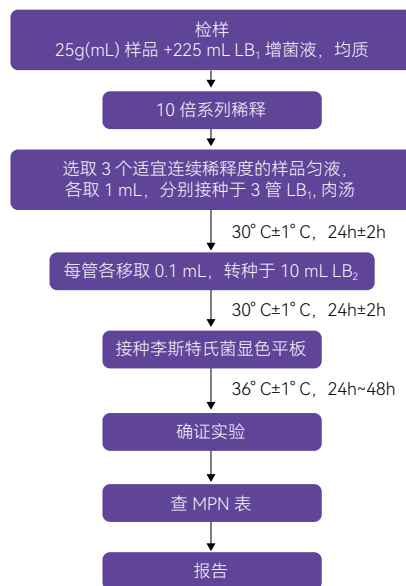 检样
25g(mL) 样品 +225 mL LB₁ 增菌液，均质
10 倍系列稀释
选取 3 个适宜连续稀释度的样品匀液，
各取 1 mL，分别接种于 3 管 LB₁, 肉汤
30° C±1° C，24h±2h
每管各移取 0.1 mL，转种于 10 mL LB₂
30° C±1° C，24h±2h
接种李斯特氏菌显色平板
36° C±1° C，24h~48h
确证实验
查 MPN 表
报告